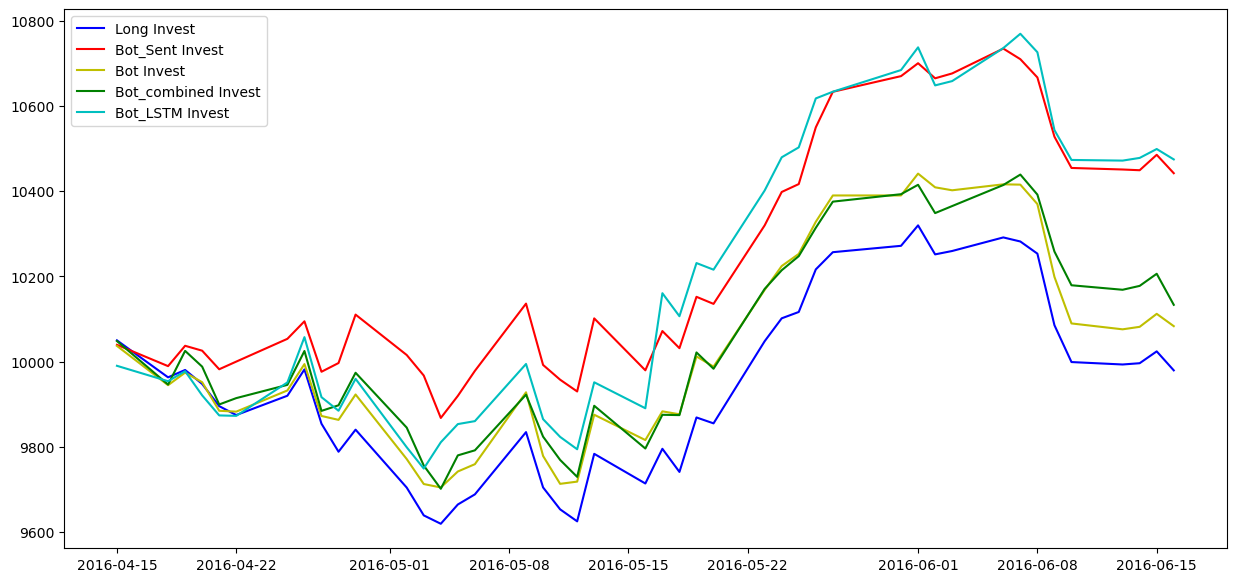 10800
10600
10400
10200
10000
9800
9600
Long Invest
Bot_Sent Invest
Bot Invest
Bot_combined Invest
Bot_LSTM Invest
2016-04-15 2016-04-22 2016-05-01 2016-05-08 2016-05-15 2016-05-22 2016-06-01 2016-06-08 2016-06-15